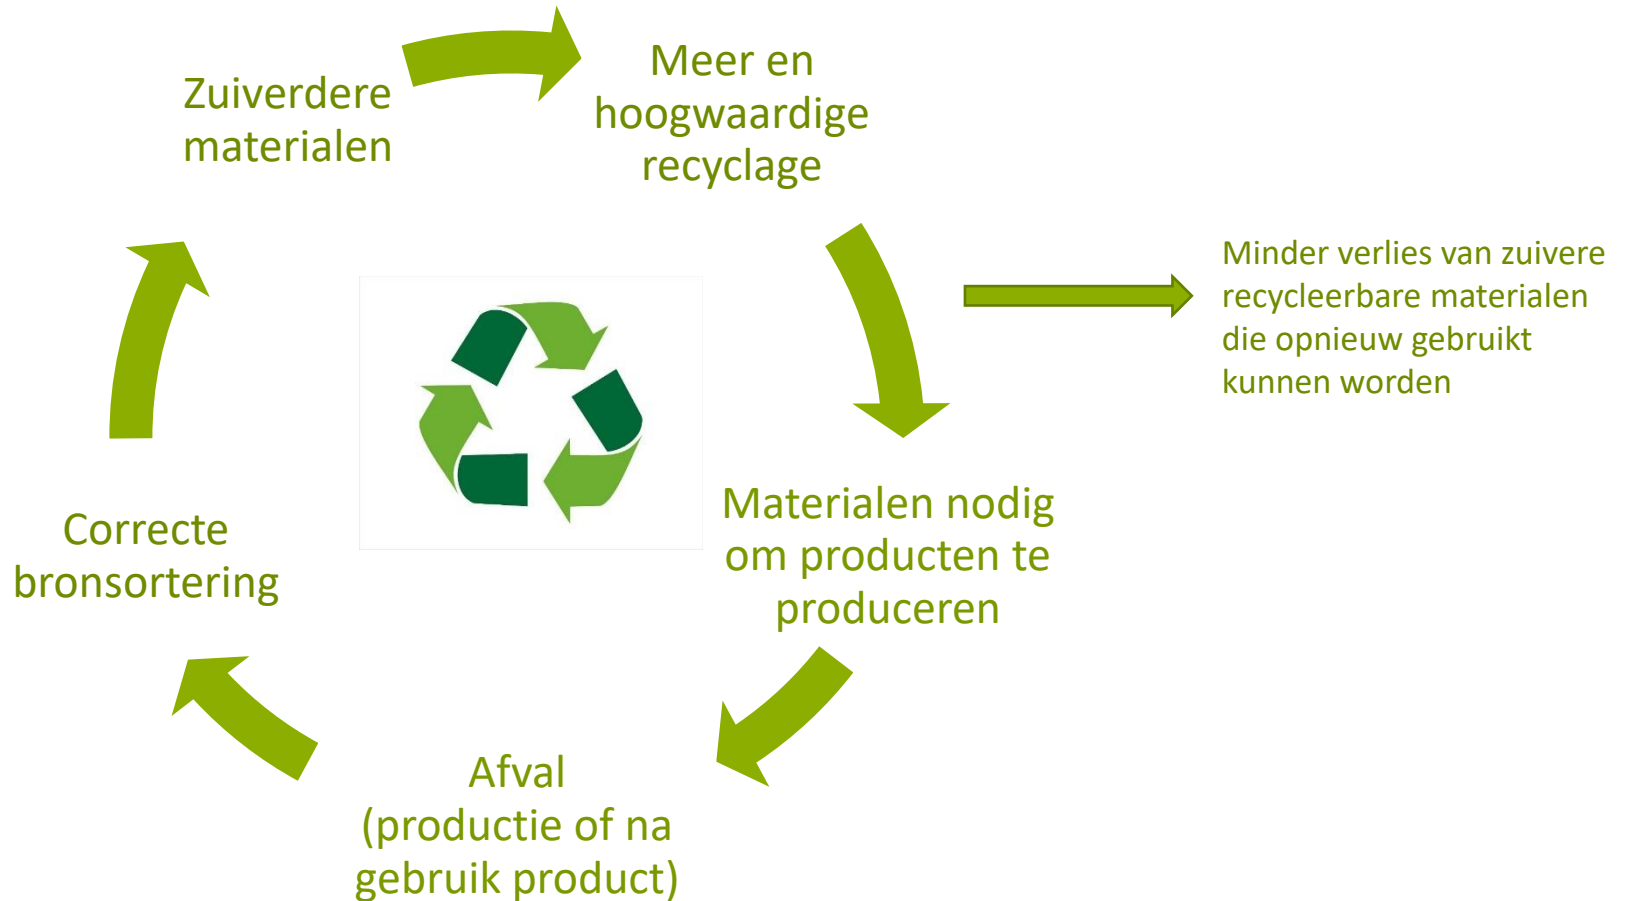 Zuiverdere
materialen
Meer en
hoogwaardige
recyclage
Minder verlies van zuivere
recycleerbare materialen
die opnieuw gebruikt
kunnen worden
Materialen nodig
om producten te
produceren
Correcte
bronsortering
Afval
(productie of na
gebruik product)